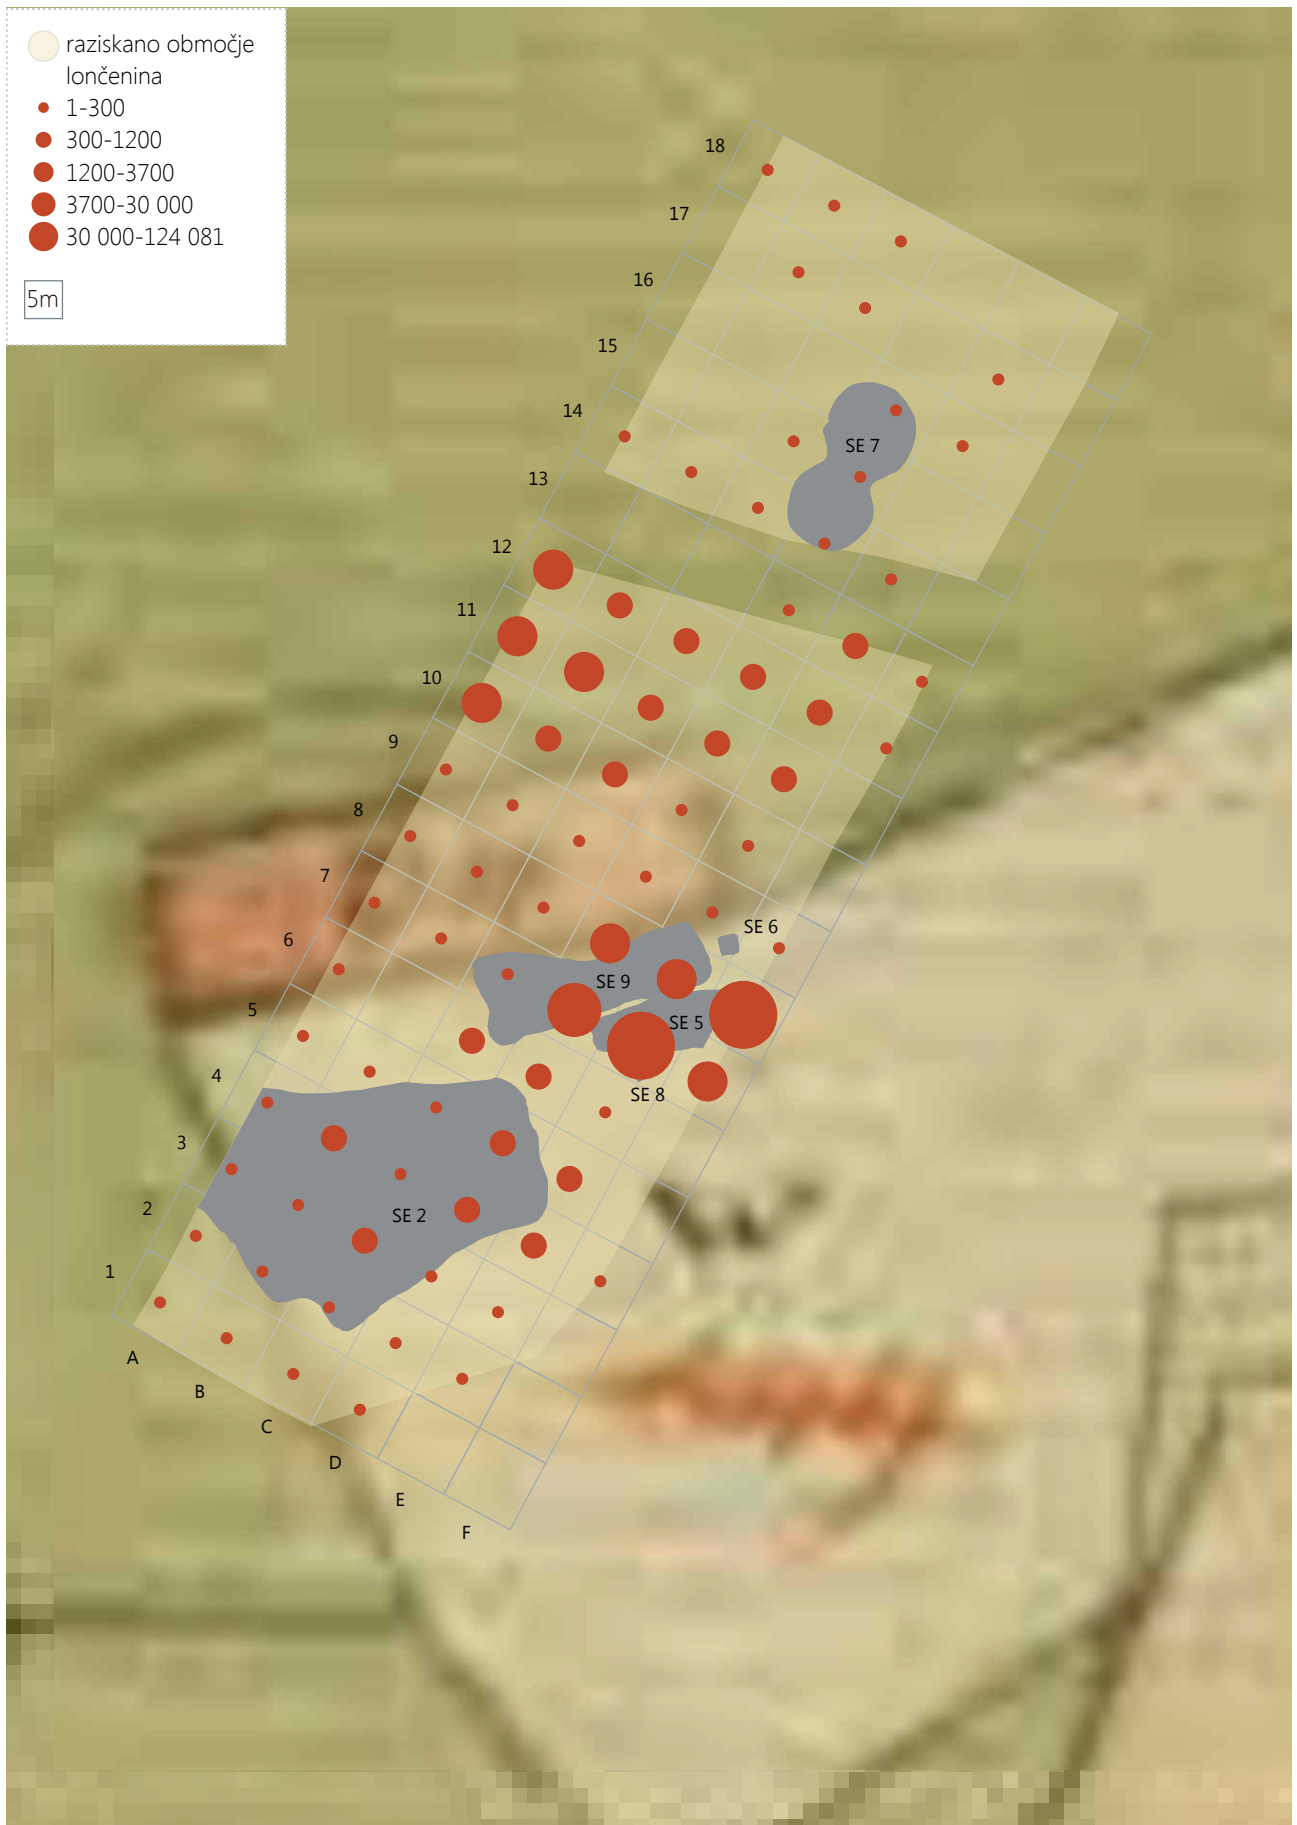 raziskano območje
lončenina
1-300
300-1200
1200-3700
3700-30 000
30 000-124 081
5m
18
17
16
15
14
13
12
11
10
9
8
7
6
5
4
3
2
1
SE 7
SE 6
SE 9
SE 5
SE 8
SE 2
A
B
C
D
E
F